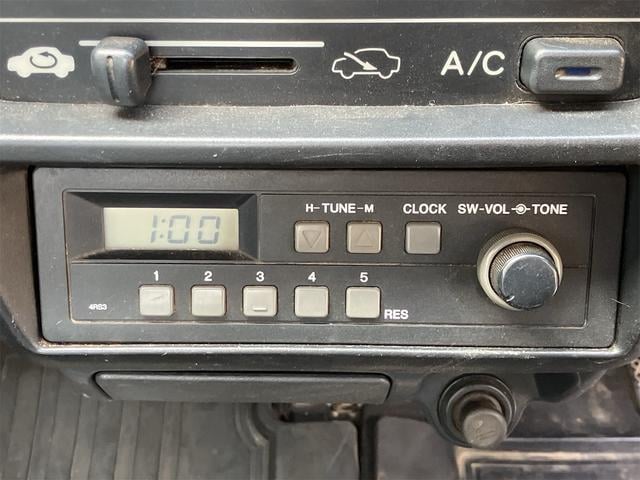 A/C
H-TUNE-M CLOCK SW-VOL TONE
1:00
1 2 3 4 5
4RS3
RES